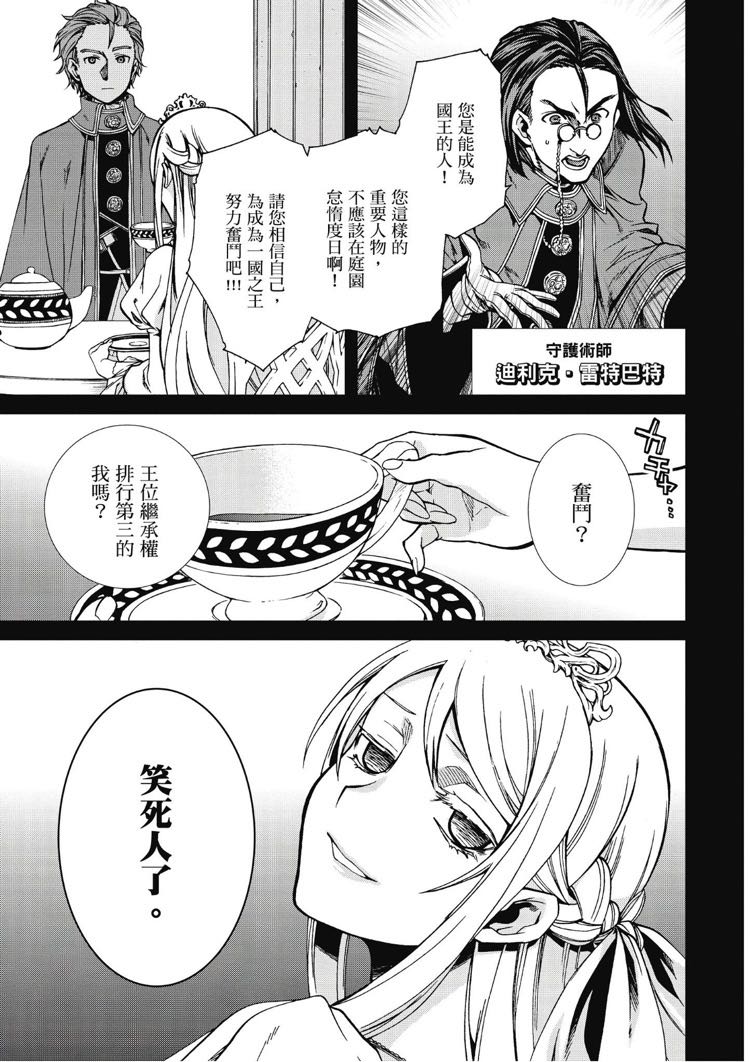 您是能成為
國王的人！
您這樣的
重要人物，
不應該在庭園
怠惰度日啊！
請您相信自己，
為成為一國之王
努力奮鬥吧!!!
守護術師
迪利克・雷特巴特
カチャ…
奮鬥？
王位繼承權
排行第三的
我嗎？
笑死人了。